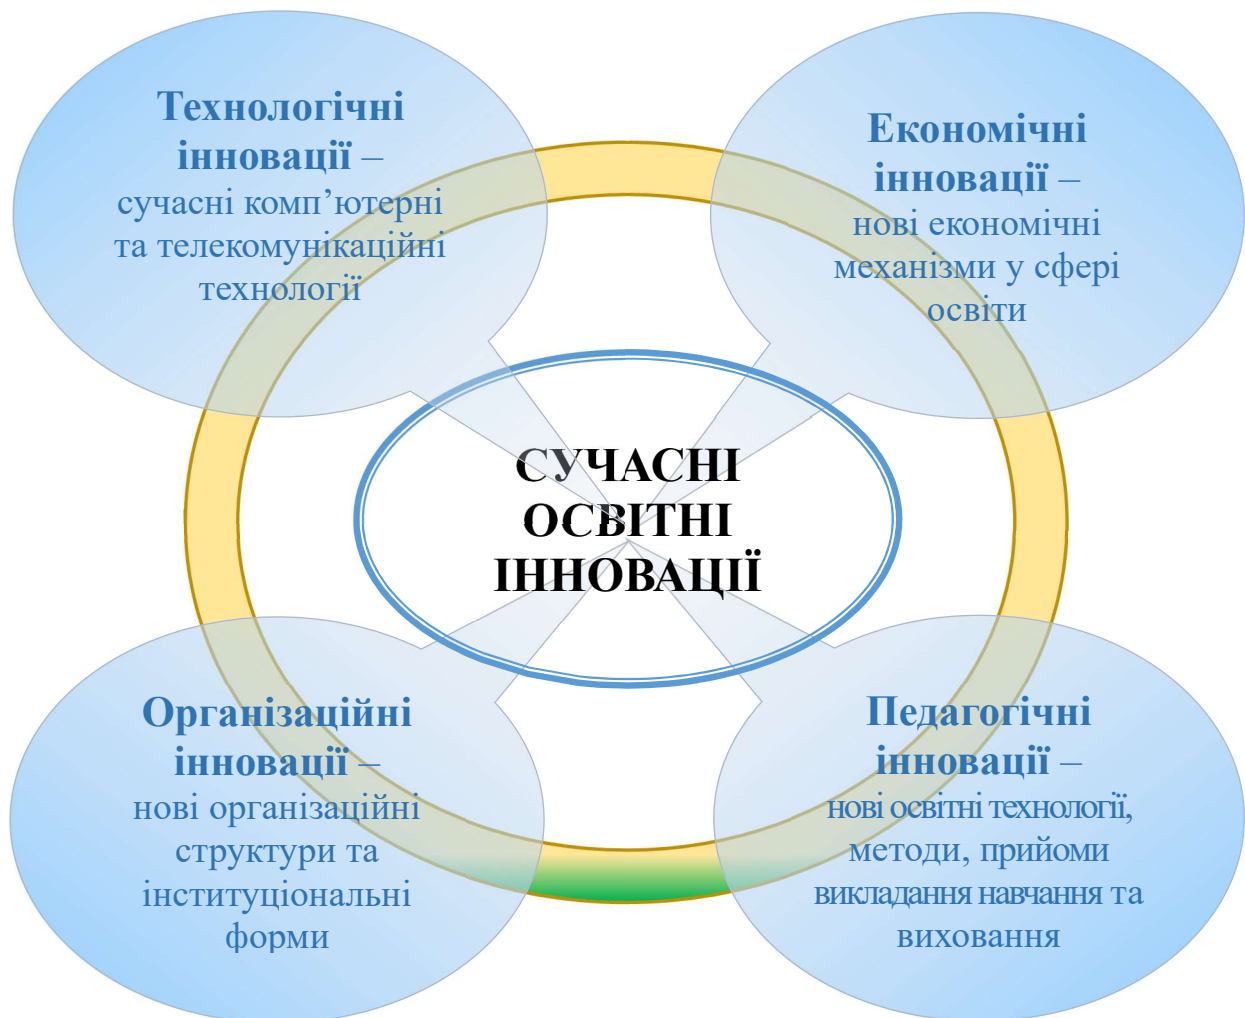 Технологічні
інновації –
сучасні комп’ютерні
та телекомунікаційні
технології
Економічні
інновації –
нові економічні
механізми у сфері
освіти
СУЧАСНІ
ОСВІТНІ
ІННОВАЦІЇ
Організаційні
інновації –
нові організаційні
структури та
інституціональні
форми
Педагогічні
інновації –
нові освітні технології,
методи, прийоми
викладання навчання та
виховання